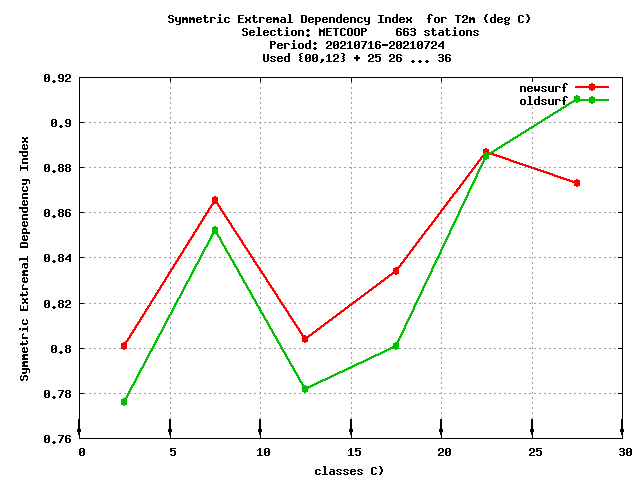 Symmetric Extremal Dependency Index  for T2m (deg C)
Selection: METCOOP    663 stations
Period: 20210716-20210724
Used {00,12} + 25 26 ... 36
newsurf
oldsurf
Symmetric Extremal Dependency Index
0.92
0.9
0.88
0.86
0.84
0.82
0.8
0.78
0.76
0 5 10 15 20 25 30
classes C)